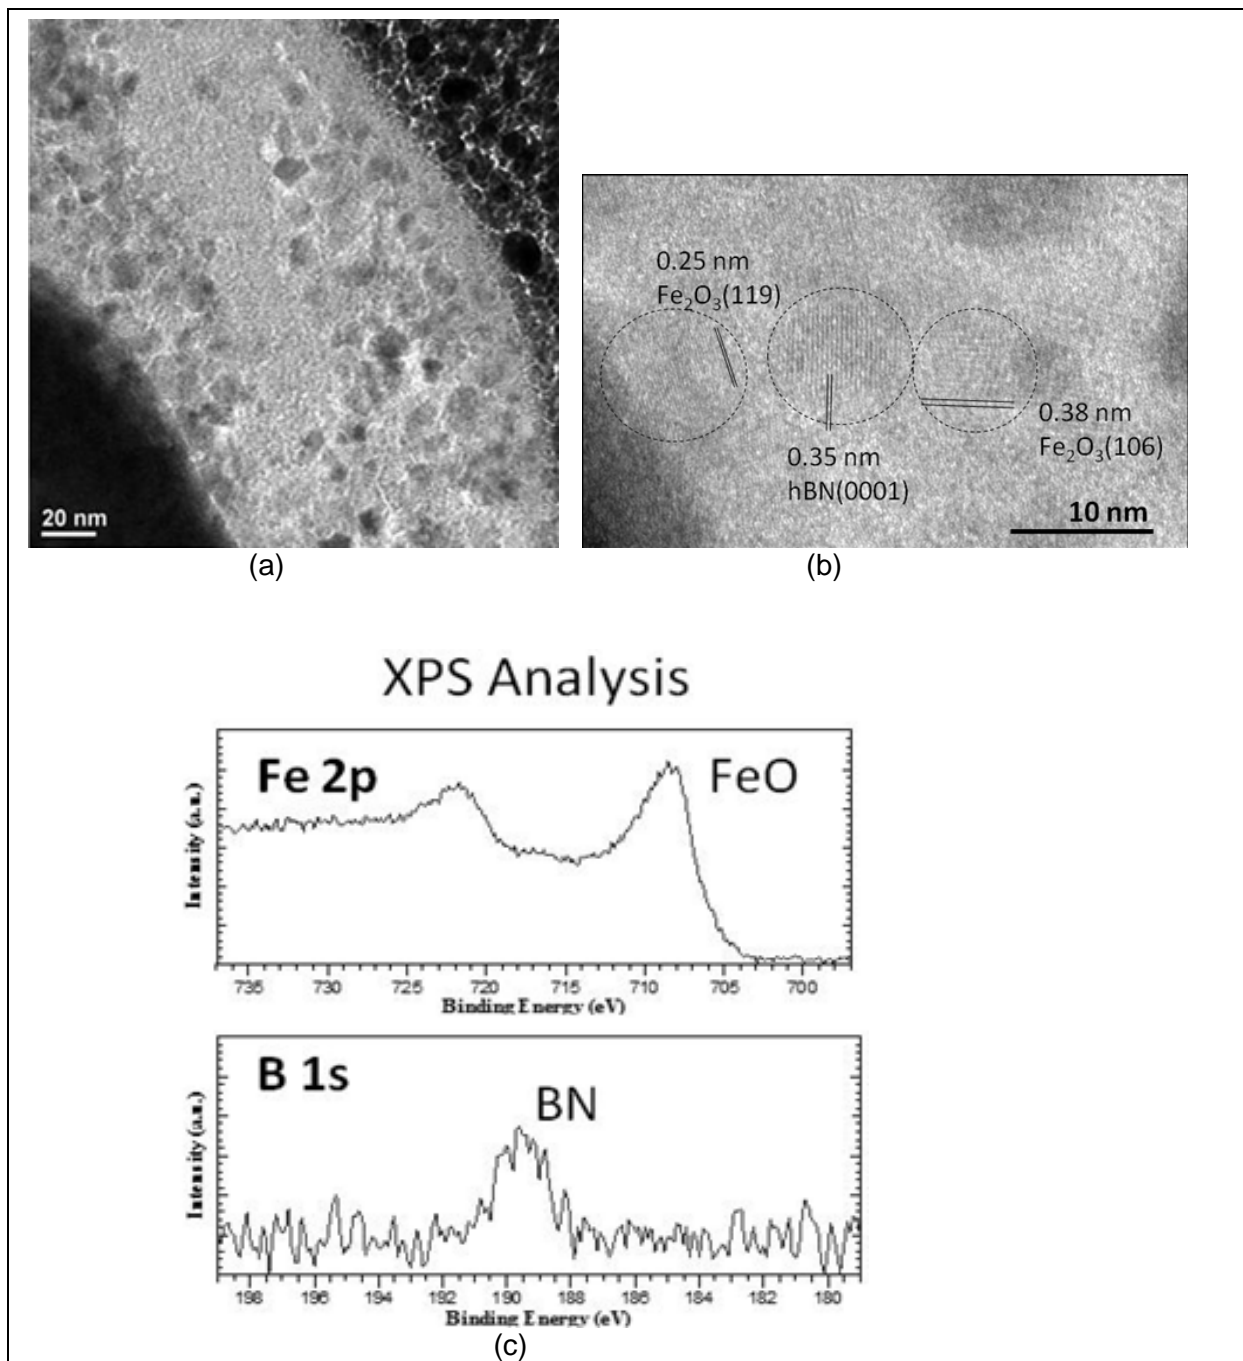 20 nm
(a)
0.25 nm
Fe₂O₃(119)
0.35 nm
hBN(0001)
0.38 nm
Fe₂O₃(106)
10 nm
(b)
XPS Analysis
Fe 2p
FeO
Intensity (a.u.)
735 730 725 720 715 710 705 700
Binding Energy (eV)
B 1s
BN
Intensity (a.u.)
198 196 194 192 190 188 186 184 182 180
Binding Energy (eV)
(c)